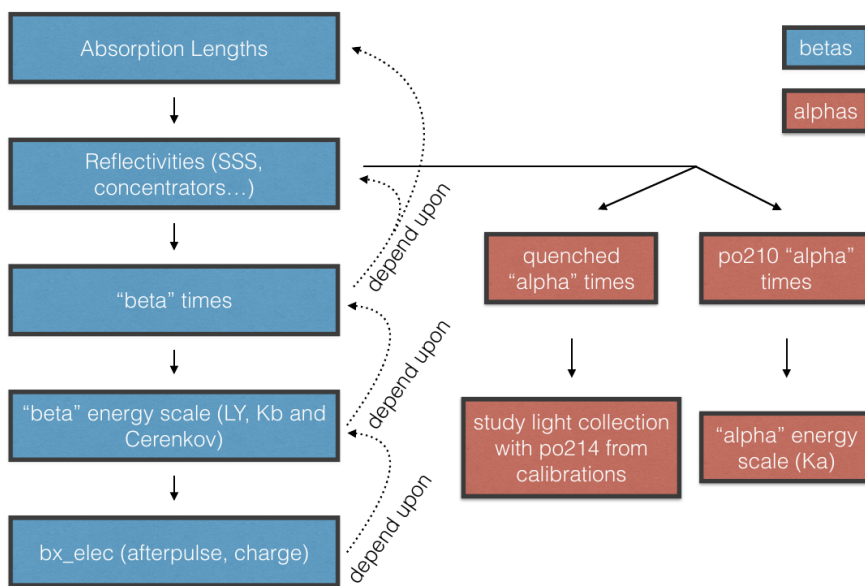 Absorption Lengths
betas
alphas
Reflectivities (SSS,
concentrators…)
depend upon
quenched
“alpha” times
po210 “alpha”
times
“beta” times
depend upon
“beta” energy scale (LY, Kb and
Cerenkov)
study light collection
with po214 from
calibrations
“alpha” energy
scale (Ka)
depend upon
bx_elec (afterpulse, charge)